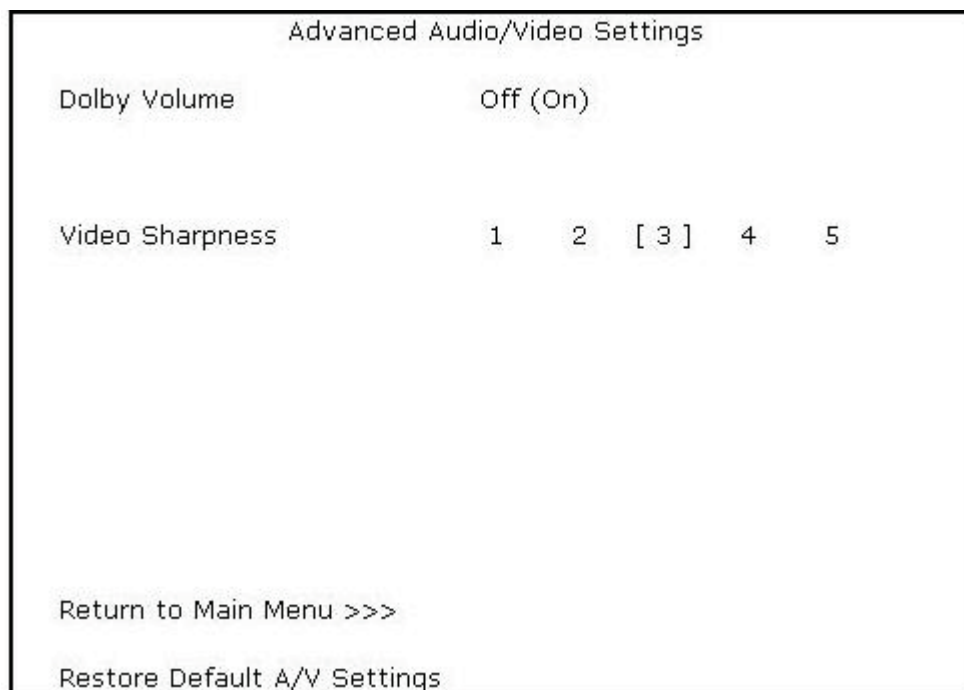 Advanced Audio/Video Settings
Dolby Volume Off (On)
Video Sharpness 1 2 [ 3 ] 4 5
Return to Main Menu >>>
Restore Default A/V Settings